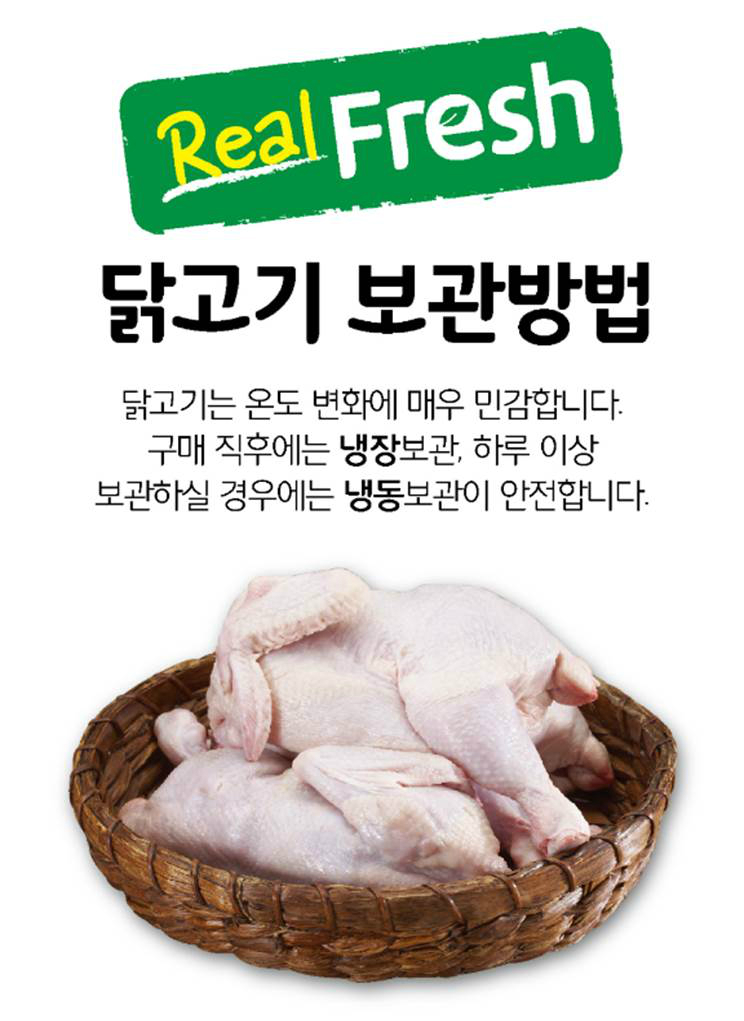 Real Fresh
닭고기 보관방법
닭고기는 온도 변화에 매우 민감합니다.
구매 직후에는 냉장보관, 하루 이상
보관하실 경우에는 냉동보관이 안전합니다.